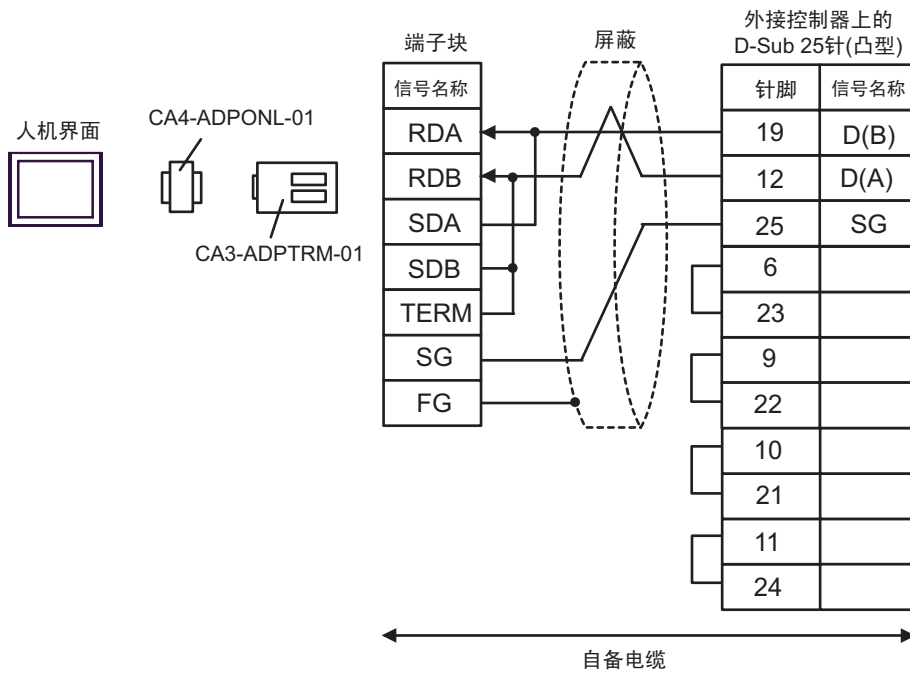 人机界面
CA4-ADPONL-01
CA3-ADPTRM-01
端子块
信号名称
RDA
RDB
SDA
SDB
TERM
SG
FG
屏蔽
外接控制器上的
D-Sub 25针(凸型)
针脚 信号名称
19 D(B)
12 D(A)
25 SG
6
23
9
22
10
21
11
24
自备电缆